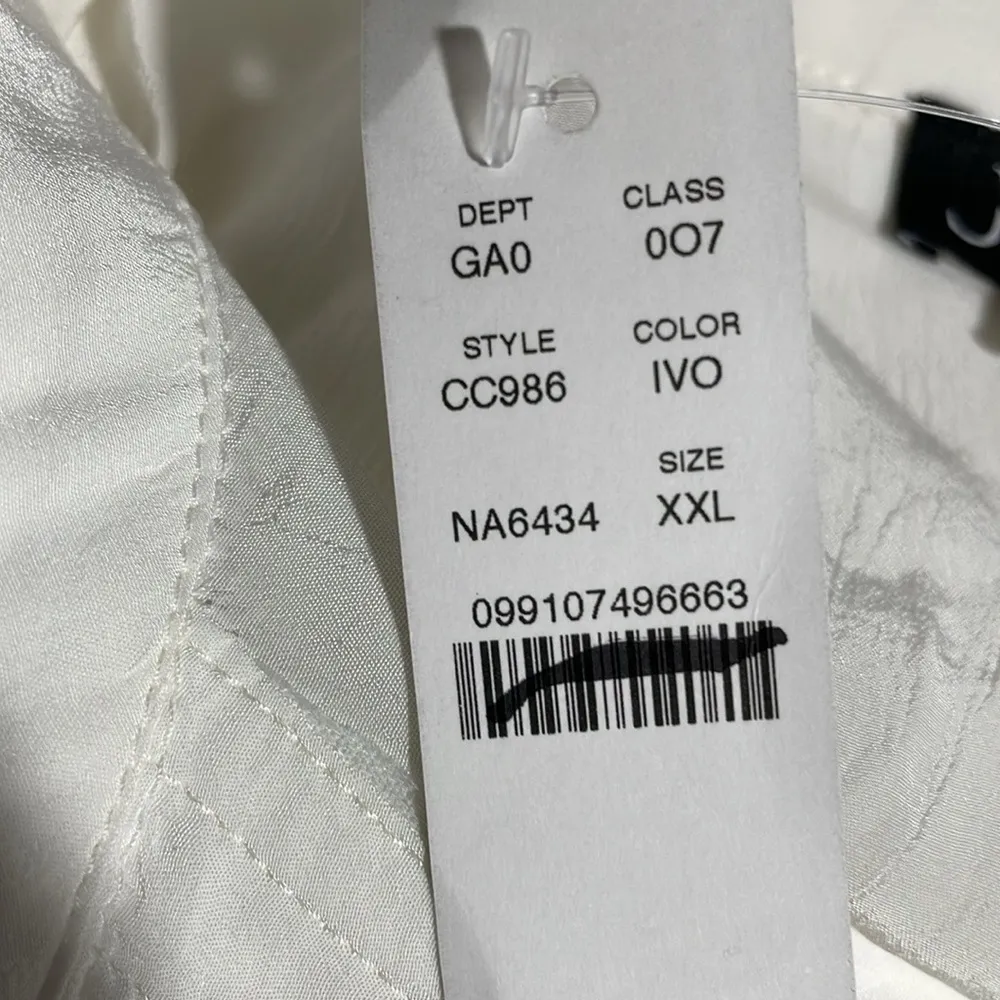 DEPT CLASS
GA0 0O7
STYLE COLOR
CC986 IVO
SIZE
NA6434 XXL
099107496663